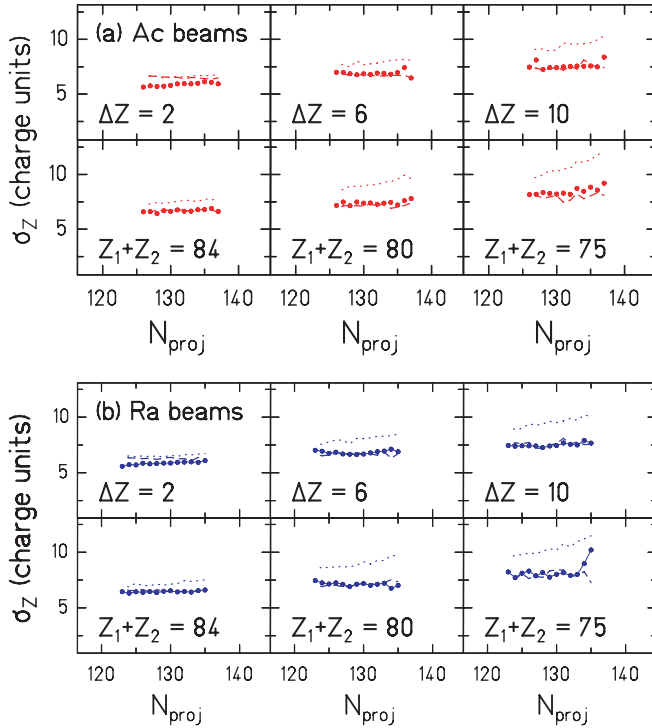 (a) Ac beams
10
5
ΔZ = 2
ΔZ = 6
ΔZ = 10
σZ (charge units)
10
5
Z1+Z2 = 84
Z1+Z2 = 80
Z1+Z2 = 75
120 130 140 120 130 140 120 130 140
Nproj Nproj Nproj
(b) Ra beams
10
5
ΔZ = 2
ΔZ = 6
ΔZ = 10
σZ (charge units)
10
5
Z1+Z2 = 84
Z1+Z2 = 80
Z1+Z2 = 75
120 130 140 120 130 140 120 130 140
Nproj Nproj Nproj